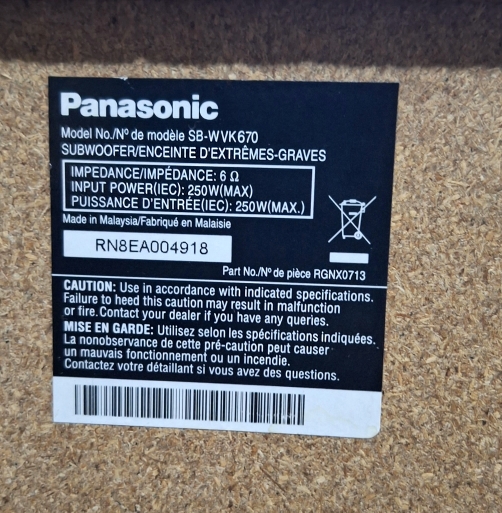 Panasonic
Model No./Nº de modèle SB-WVK670
SUBWOOFER/ENCEINTE D'EXTRÊMES-GRAVES
IMPEDANCE/IMPÉDANCE: 6 Ω
INPUT POWER(IEC): 250W(MAX)
PUISSANCE D'ENTRÉE(IEC): 250W(MAX.)
Made in Malaysia/Fabriqué en Malaisie
RN8EA004918
Part No./Nº de pièce RGNX0713
CAUTION: Use in accordance with indicated specifications.
Failure to heed this caution may result in malfunction
or fire. Contact your dealer if you have any queries.
MISE EN GARDE: Utilisez selon les spécifications indiquées.
La nonobservance de cette pré-caution peut causer
un mauvais fonctionnement ou un incendie.
Contactez votre détaillant si vous avez des questions.